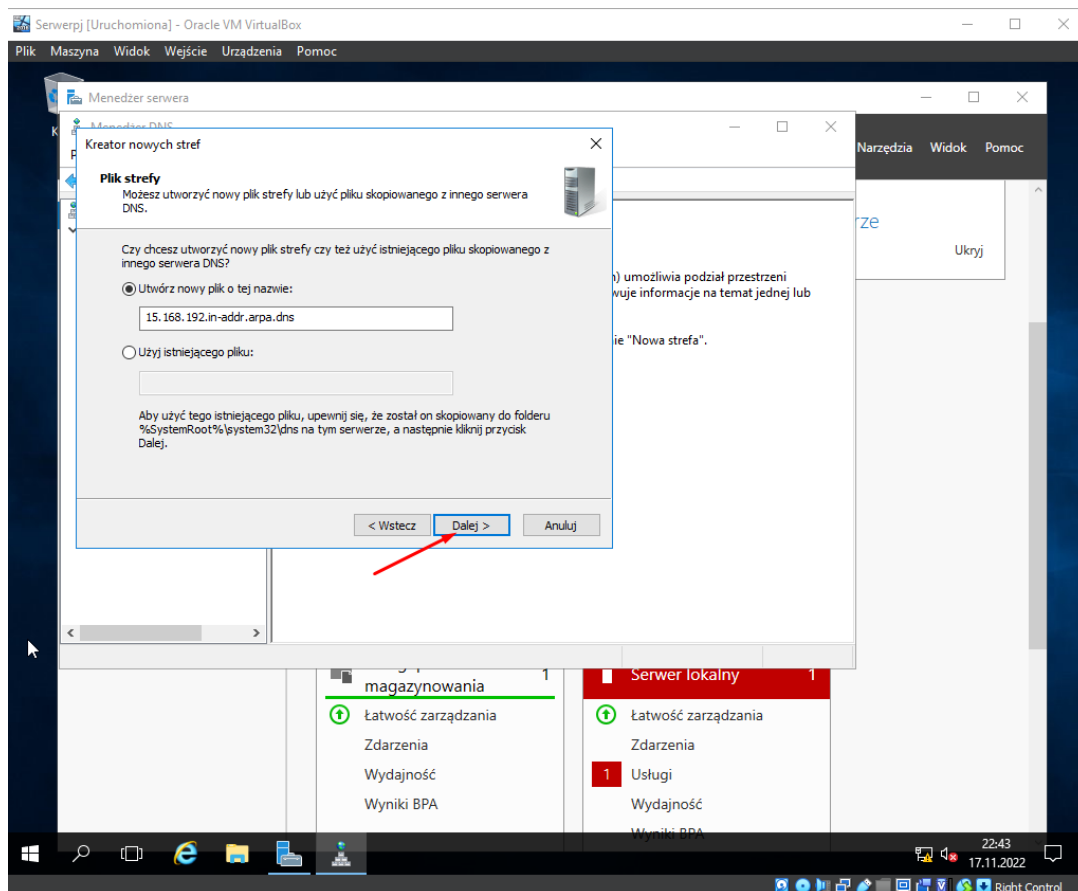 Serwerpj [Uruchomiona] - Oracle VM VirtualBox
Plik Maszyna Widok Wejście Urządzenia Pomoc
Menedżer serwera
Menedżer DNS
Narzędzia Widok Pomoc
Kreator nowych stref
Plik strefy
Możesz utworzyć nowy plik strefy lub użyć pliku skopiowanego z innego serwera
DNS.
Czy chcesz utworzyć nowy plik strefy czy też użyć istniejącego pliku skopiowanego z
innego serwera DNS?
Utwórz nowy plik o tej nazwie:
15.168.192.in-addr.arpa.dns
Użyj istniejącego pliku:
Aby użyć tego istniejącego pliku, upewnij się, że został on skopiowany do folderu
%SystemRoot%\system32\dns na tym serwerze, a następnie kliknij przycisk
Dalej.
< Wstecz Dalej > Anuluj
rze
Ukryj
) umożliwia podział przestrzeni
wuje informacje na temat jednej lub
ie "Nowa strefa".
magazynowania 1
Łatwość zarządzania
Zdarzenia
Wydajność
Wyniki BPA
Serwer lokalny 1
Łatwość zarządzania
Zdarzenia
1 Usługi
Wydajność
Wyniki BPA
22:43
17.11.2022
Right Control